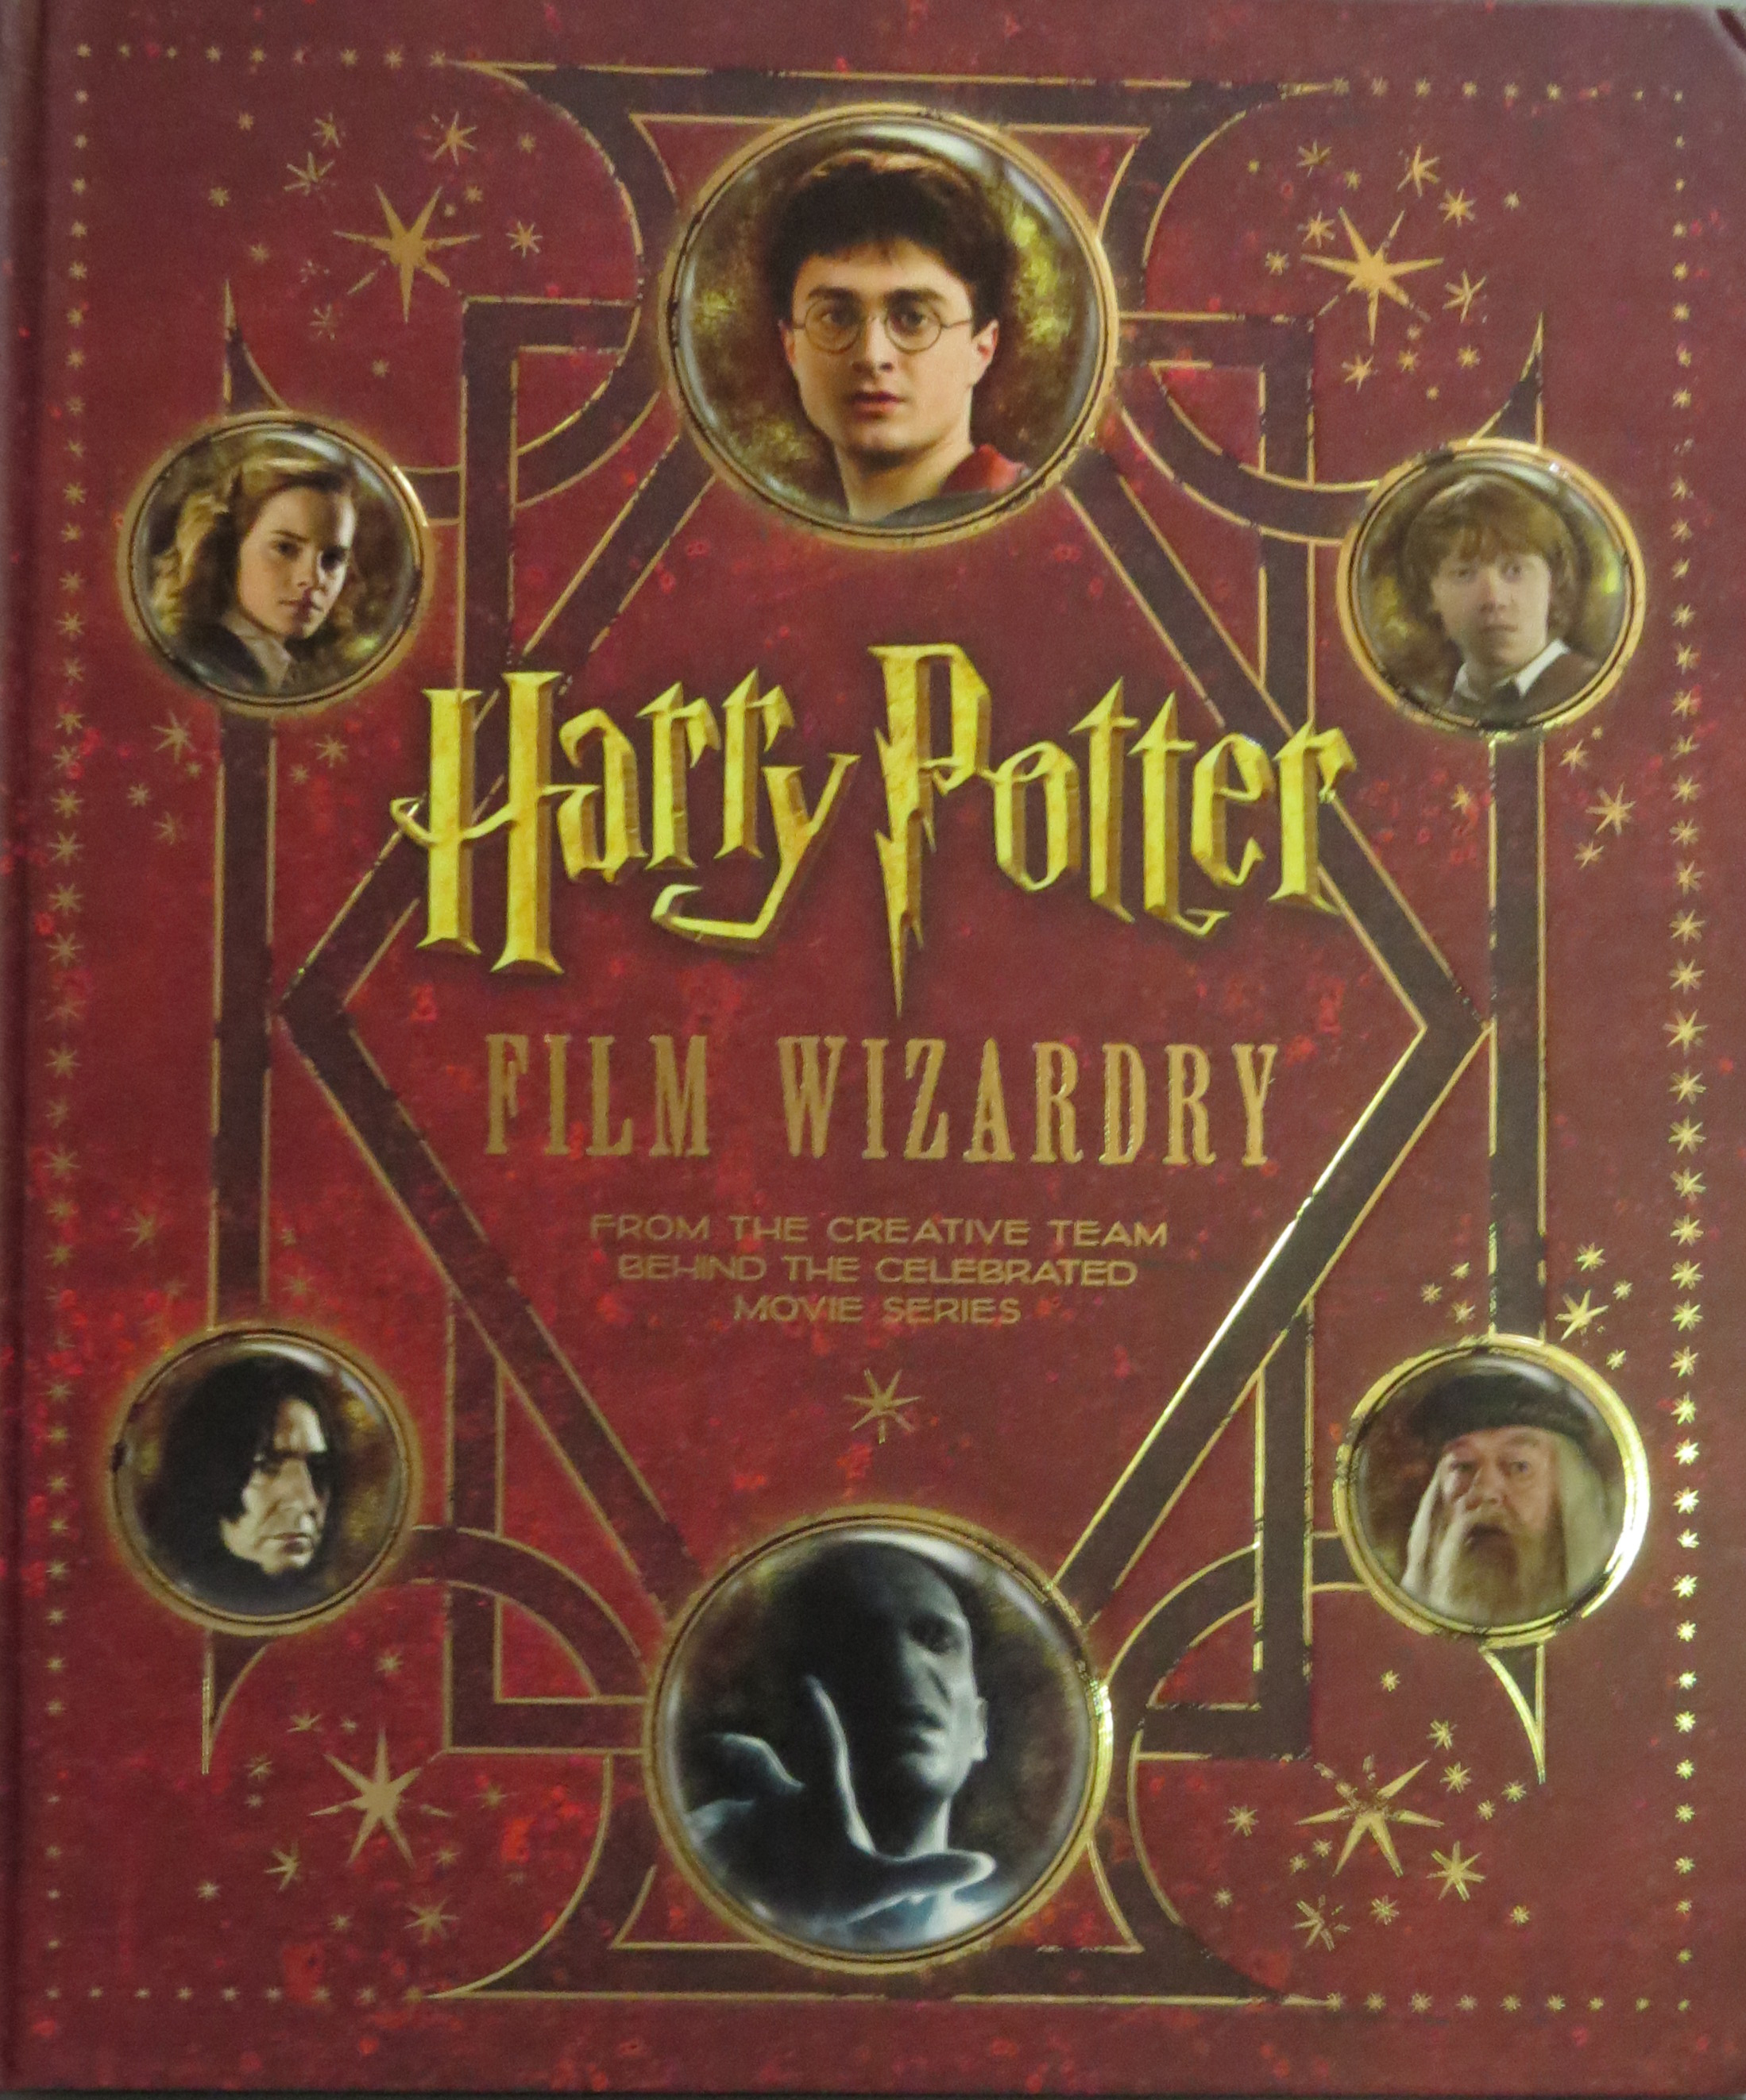 Harry Potter
FILM WIZARDRY
FROM THE CREATIVE TEAM
BEHIND THE CELEBRATED
MOVIE SERIES